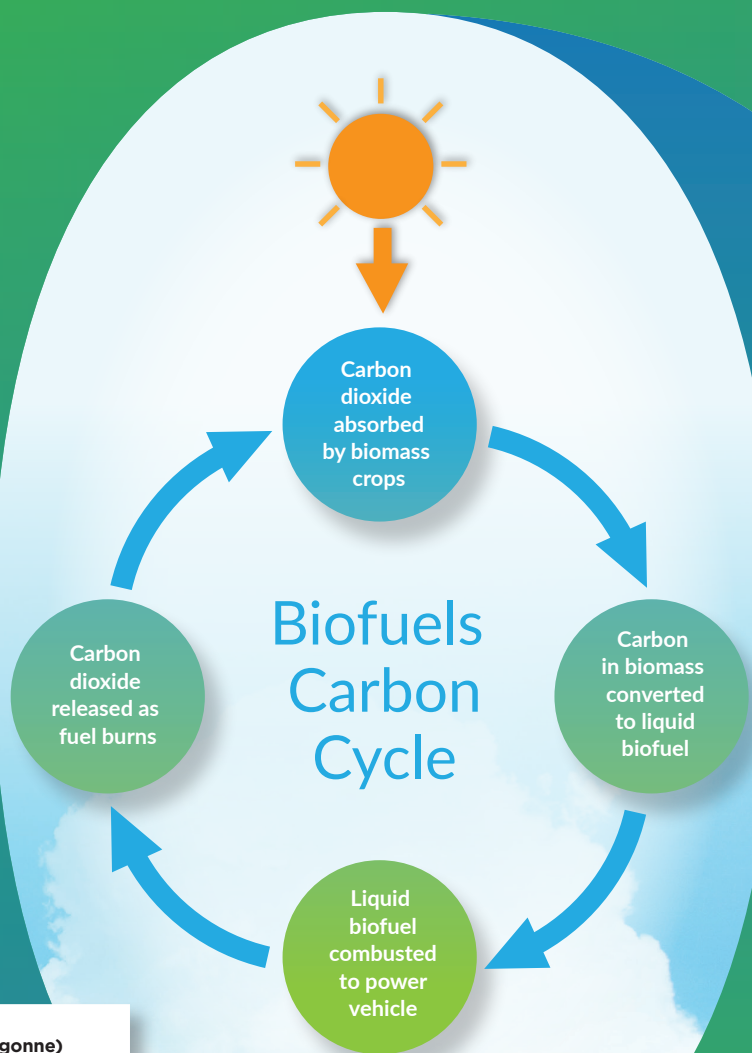 Carbon
dioxide
absorbed
by biomass
crops
Biofuels
Carbon
Cycle
Carbon
dioxide
released as
fuel burns
Carbon
in biomass
converted
to liquid
biofuel
Liquid
biofuel
combusted
to power
vehicle
gonne)